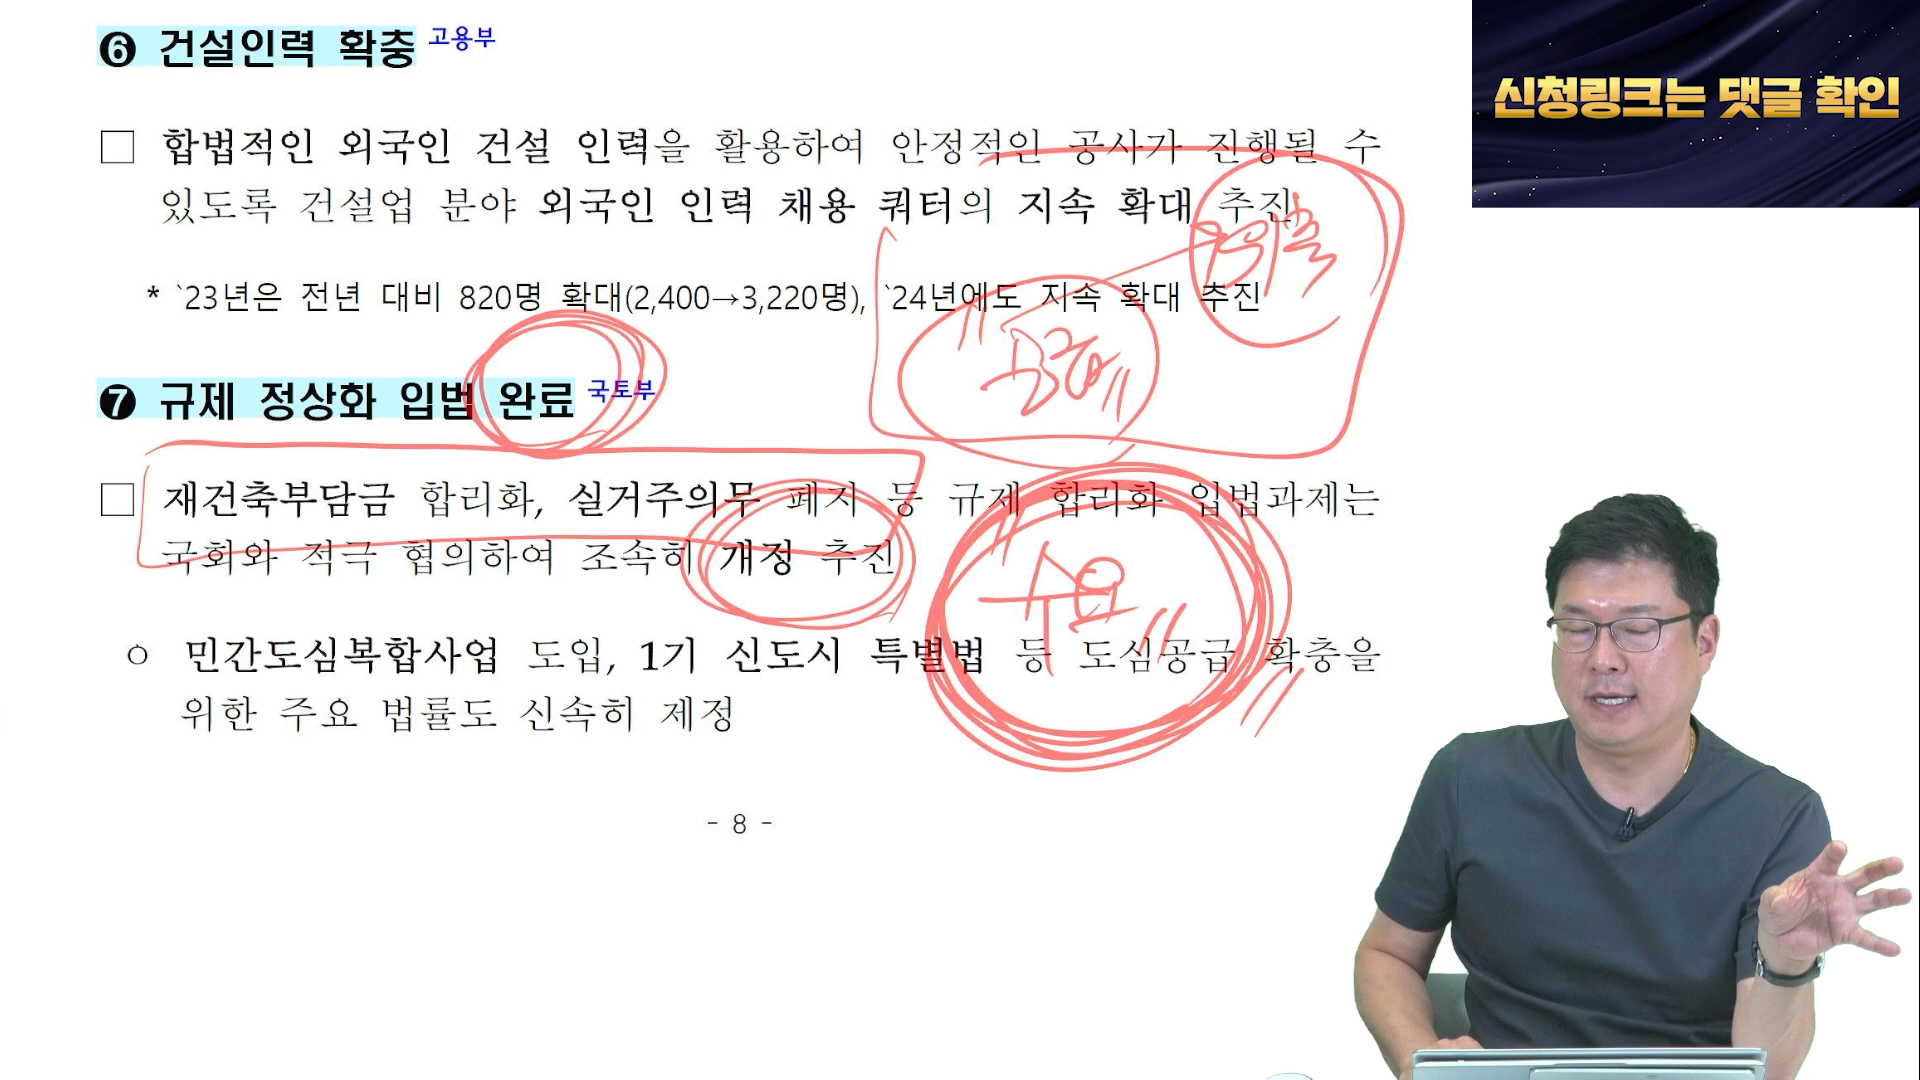 ❻ 건설인력 확충 고용부
신청링크는 댓글 확인
□ 합법적인 외국인 건설 인력을 활용하여 안정적인 공사가 진행될 수
있도록 건설업 분야 외국인 인력 채용 쿼터의 지속 확대 추진
* `23년은 전년 대비 820명 확대(2,400→3,220명), `24년에도 지속 확대 추진
공급
❼ 규제 정상화 입법 완료 국토부
□ 재건축부담금 합리화, 실거주의무 폐지 등 규제 합리화 입법과제는
국회와 적극 협의하여 조속히 개정 추진
수요
○ 민간도심복합사업 도입, 1기 신도시 특별법 등 도심공급 확충을
위한 주요 법률도 신속히 제정
- 8 -